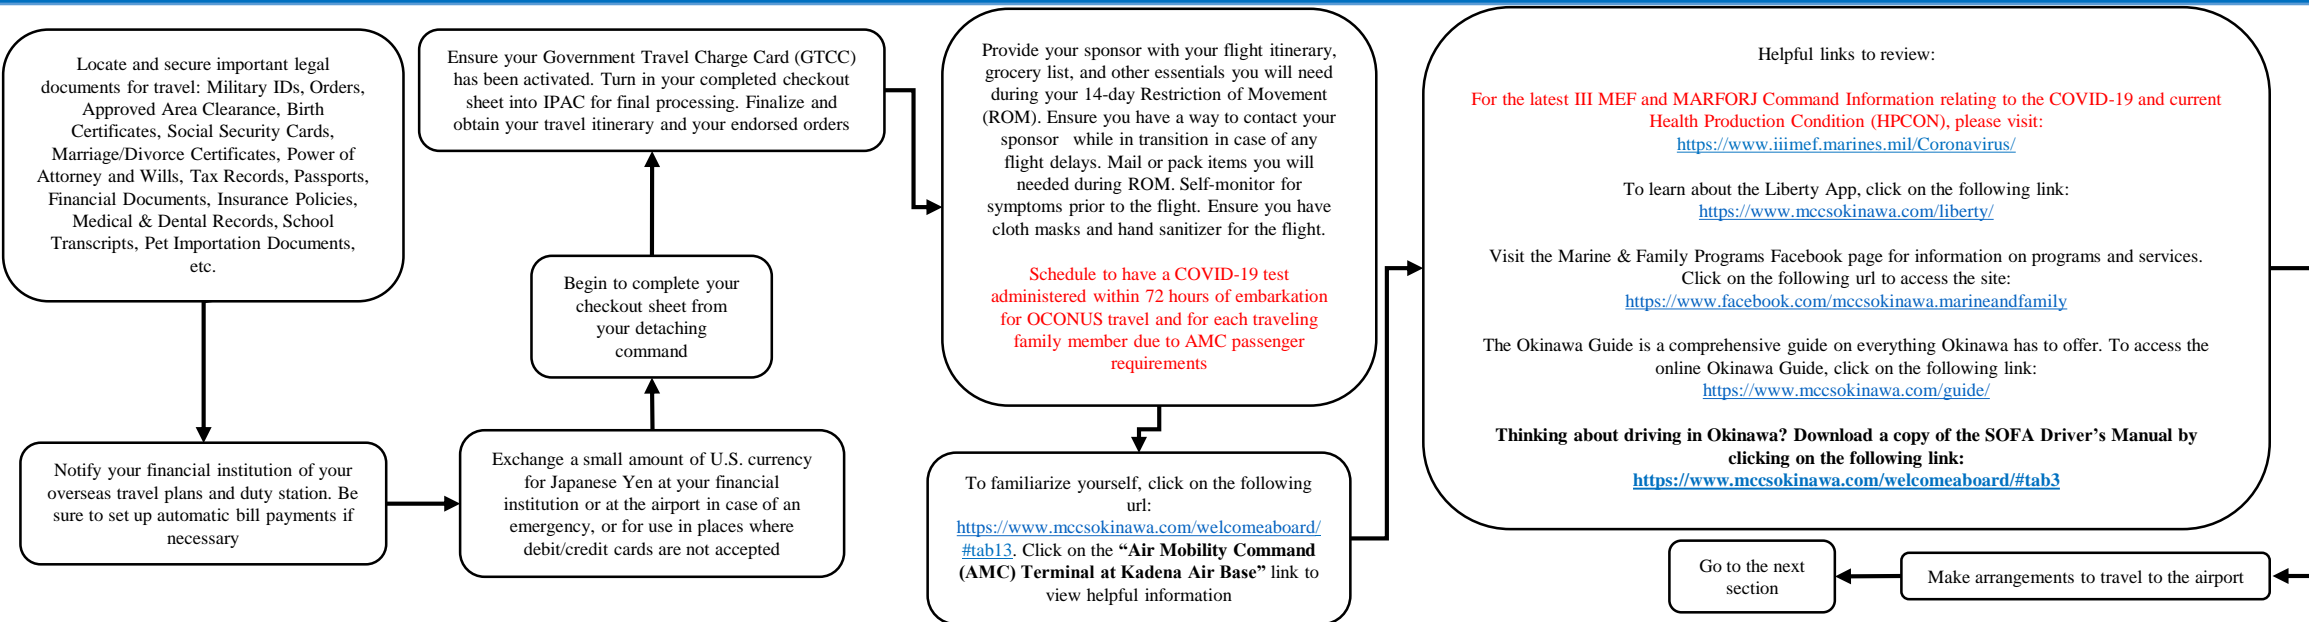 Locate and secure important legal
documents for travel: Military IDs, Orders,
Approved Area Clearance, Birth
Certificates, Social Security Cards,
Marriage/Divorce Certificates, Power of
Attorney and Wills, Tax Records, Passports,
Financial Documents, Insurance Policies,
Medical & Dental Records, School
Transcripts, Pet Importation Documents,
etc.
Notify your financial institution of your
overseas travel plans and duty station. Be
sure to set up automatic bill payments if
necessary
Exchange a small amount of U.S. currency
for Japanese Yen at your financial
institution or at the airport in case of an
emergency, or for use in places where
debit/credit cards are not accepted
Begin to complete your
checkout sheet from
your detaching
command
Ensure your Government Travel Charge Card (GTCC)
has been activated. Turn in your completed checkout
sheet into IPAC for final processing. Finalize and
obtain your travel itinerary and your endorsed orders
Provide your sponsor with your flight itinerary,
grocery list, and other essentials you will need
during your 14-day Restriction of Movement
(ROM). Ensure you have a way to contact your
sponsor while in transition in case of any
flight delays. Mail or pack items you will
needed during ROM. Self-monitor for
symptoms prior to the flight. Ensure you have
cloth masks and hand sanitizer for the flight.
Schedule to have a COVID-19 test
administered within 72 hours of embarkation
for OCONUS travel and for each traveling
family member due to AMC passenger
requirements
To familiarize yourself, click on the following
url:
https://www.mccsokinawa.com/welcomeaboard/
#tab13. Click on the “Air Mobility Command
(AMC) Terminal at Kadena Air Base” link to
view helpful information
Helpful links to review:
For the latest III MEF and MARFORJ Command Information relating to the COVID-19 and current
Health Production Condition (HPCON), please visit:
https://www.iiimef.marines.mil/Coronavirus/
To learn about the Liberty App, click on the following link:
https://www.mccsokinawa.com/liberty/
Visit the Marine & Family Programs Facebook page for information on programs and services.
Click on the following url to access the site:
https://www.facebook.com/mccsokinawa.marineandfamily
The Okinawa Guide is a comprehensive guide on everything Okinawa has to offer. To access the
online Okinawa Guide, click on the following link:
https://www.mccsokinawa.com/guide/
Thinking about driving in Okinawa? Download a copy of the SOFA Driver’s Manual by
clicking on the following link:
https://www.mccsokinawa.com/welcomeaboard/#tab3
Make arrangements to travel to the airport
Go to the next
section